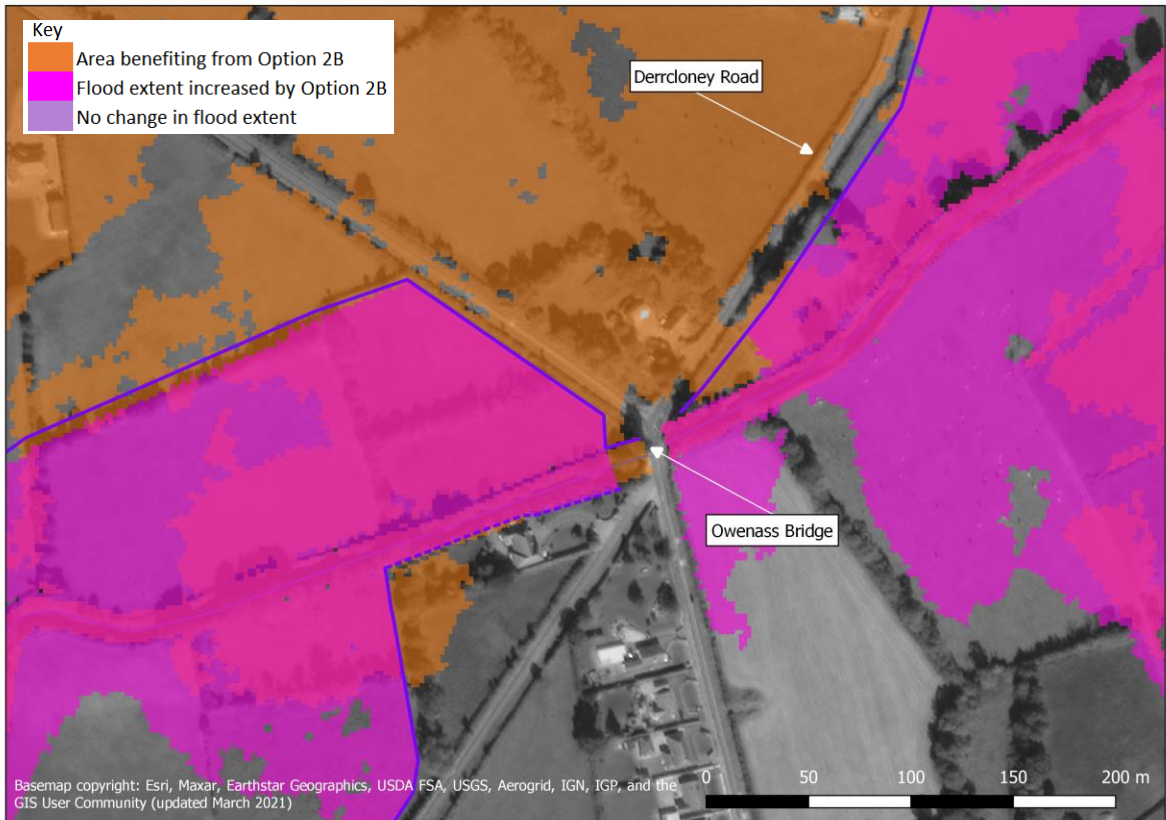 Key
Area benefiting from Option 2B
Flood extent increased by Option 2B
No change in flood extent
Derrcloney Road
Owenass Bridge
Basemap copyright: Esri, Maxar, Earthstar Geographics, USDA FSA, USGS, Aerogrid, IGN, IGP, and the
GIS User Community (updated March 2021)
0 50 100 150 200 m